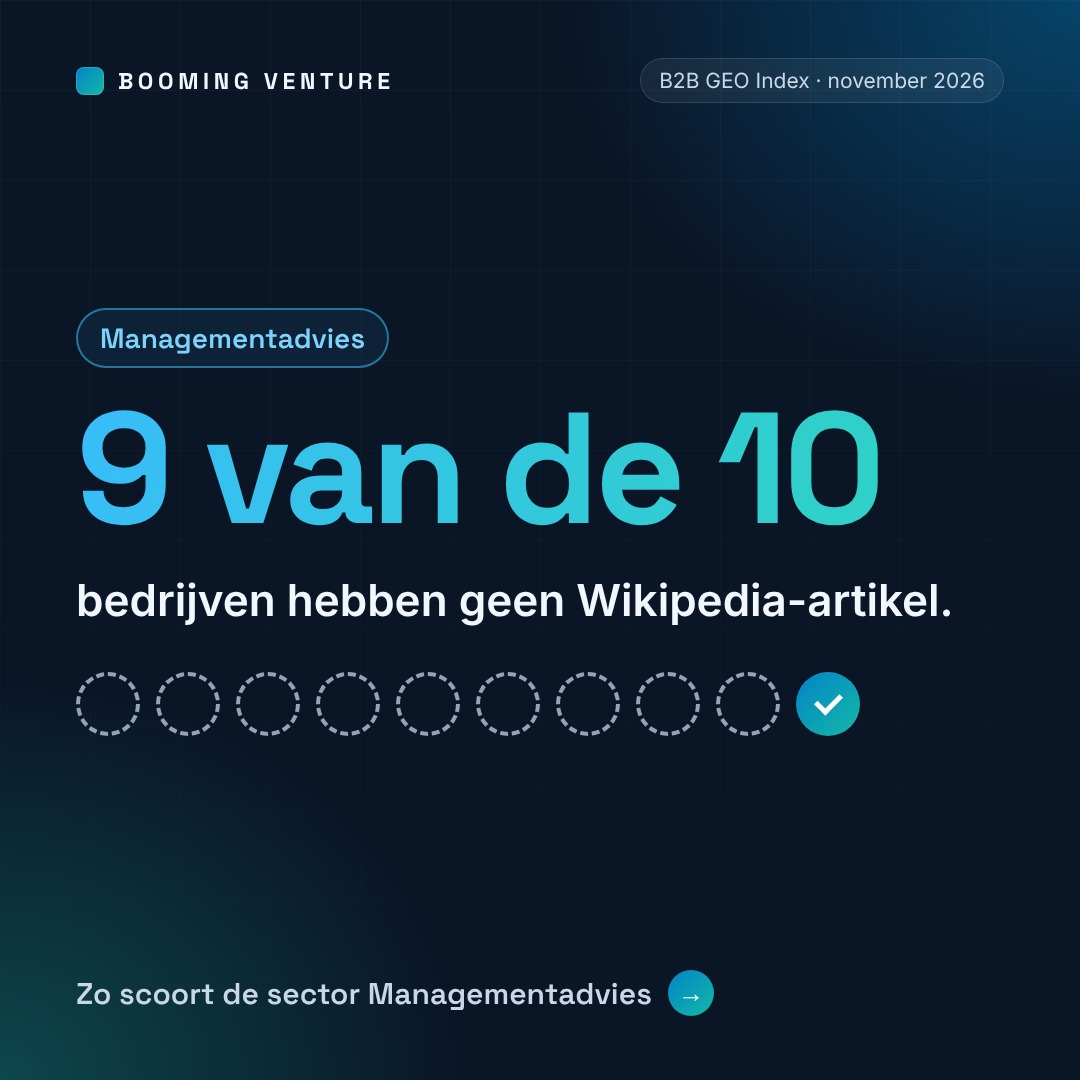 BOOMING VENTURE
B2B GEO Index · november 2026
Managementadvies
9 van de 10
bedrijven hebben geen Wikipedia-artikel.
Zo scoort de sector Managementadvies →